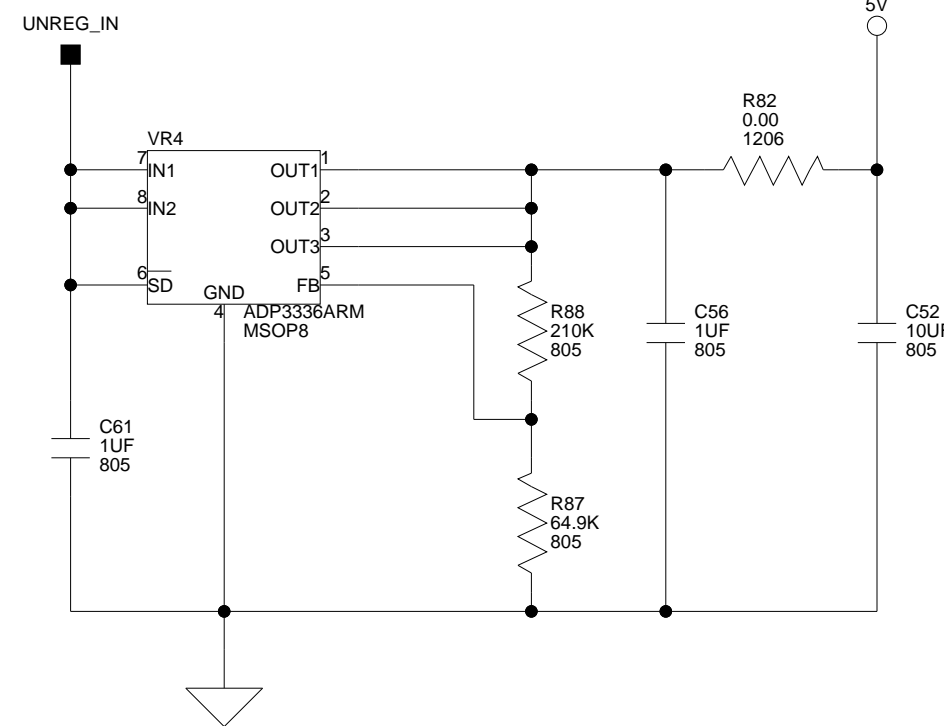 UNREG_IN
5V
R82
0.00
1206
VR4
7
IN1
OUT1
1
8
IN2
OUT2
2
OUT3
3
6
SD
FB
5
GND
4
ADP3336ARM
MSOP8
R88
210K
805
C56
1UF
805
C52
10UF
805
C61
1UF
805
R87
64.9K
805